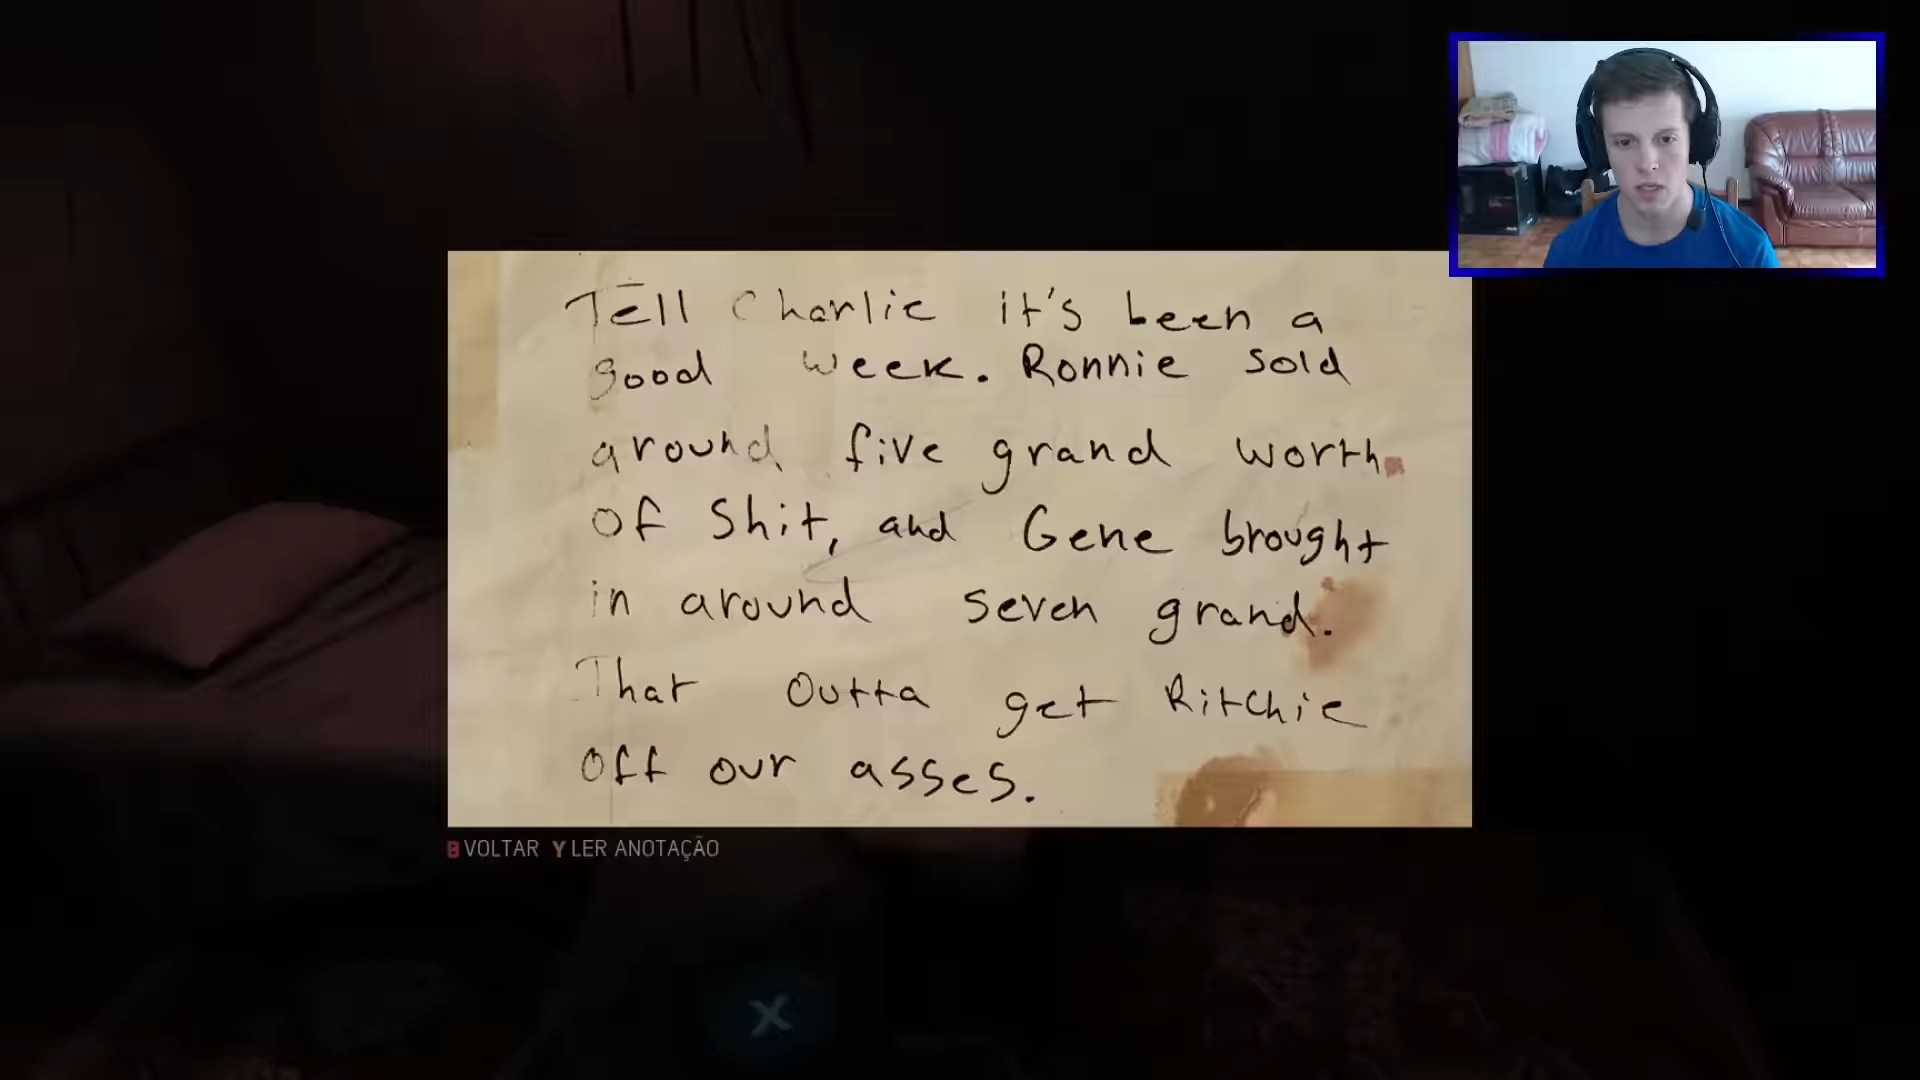 Tell Charlie it's been a
good week. Ronnie sold
around five grand worth
of shit, and Gene brought
in around seven grand.
That outta get Ritchie
off our asses.
B VOLTAR Y LER ANOTAÇÃO
X